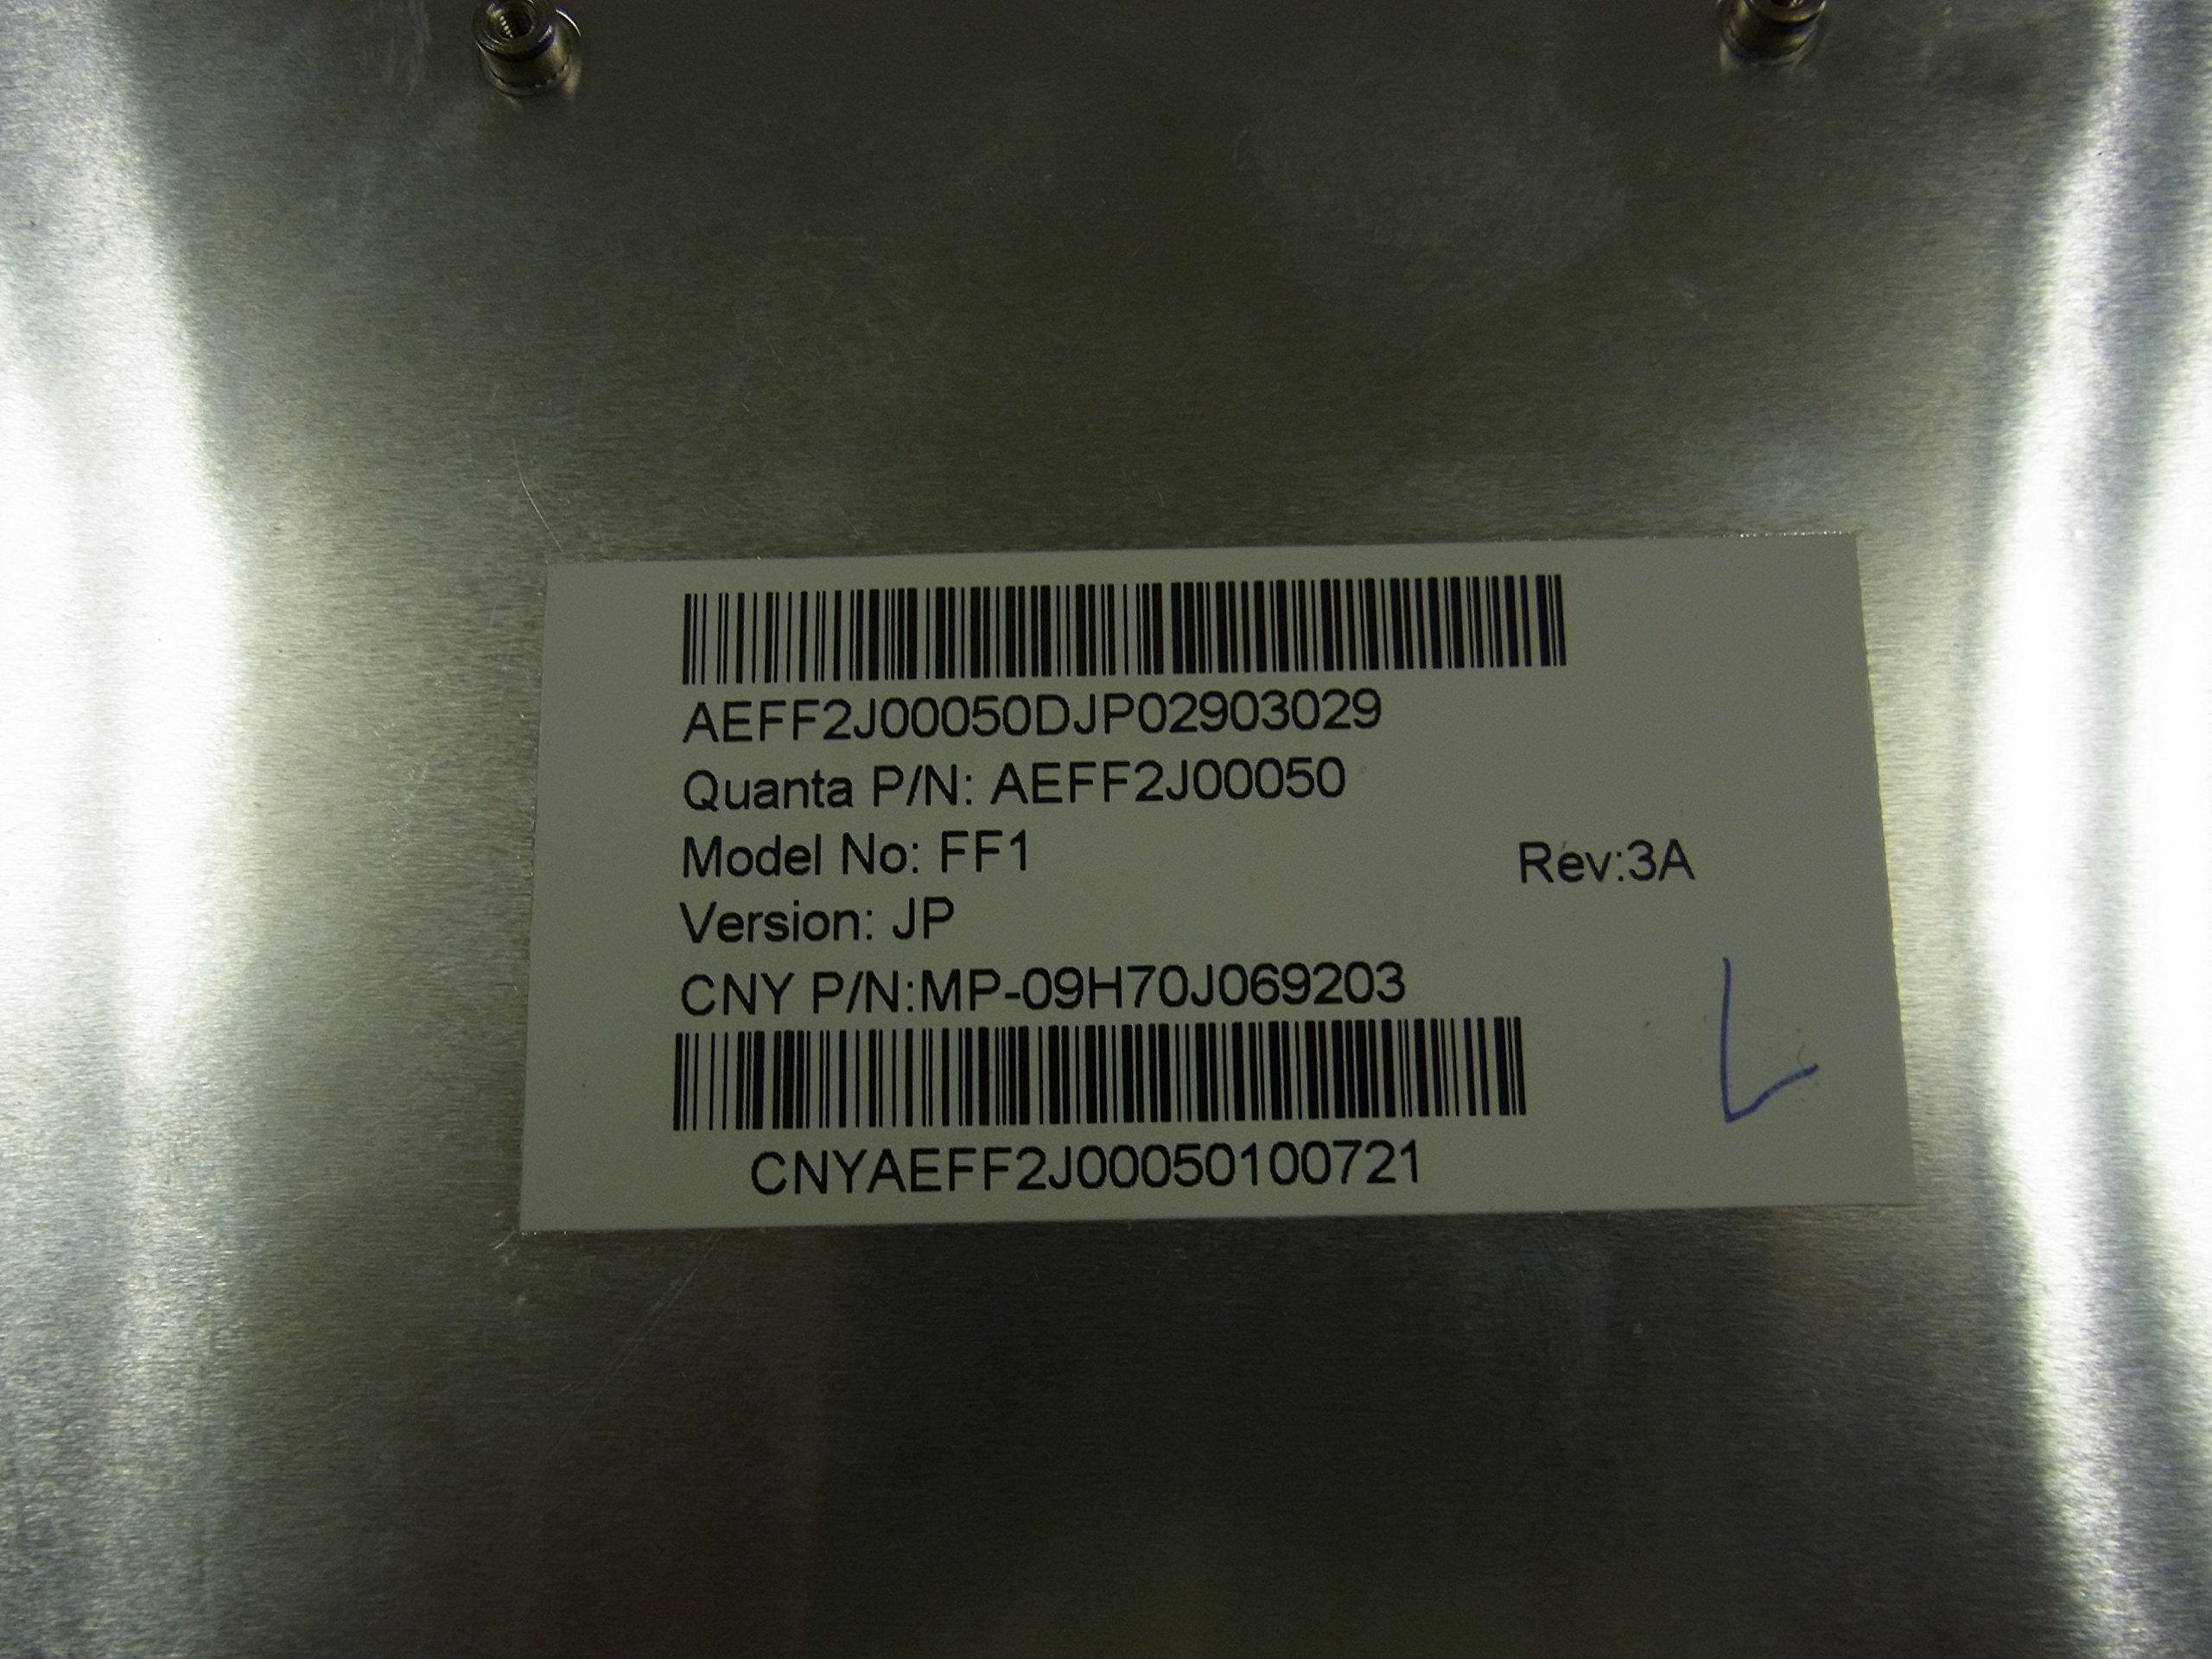 AEFF2J00050DJP02903029
Quanta P/N: AEFF2J00050
Model No: FF1 Rev:3A
Version: JP
CNY P/N:MP-09H70J069203
CNYAEFF2J00050100721